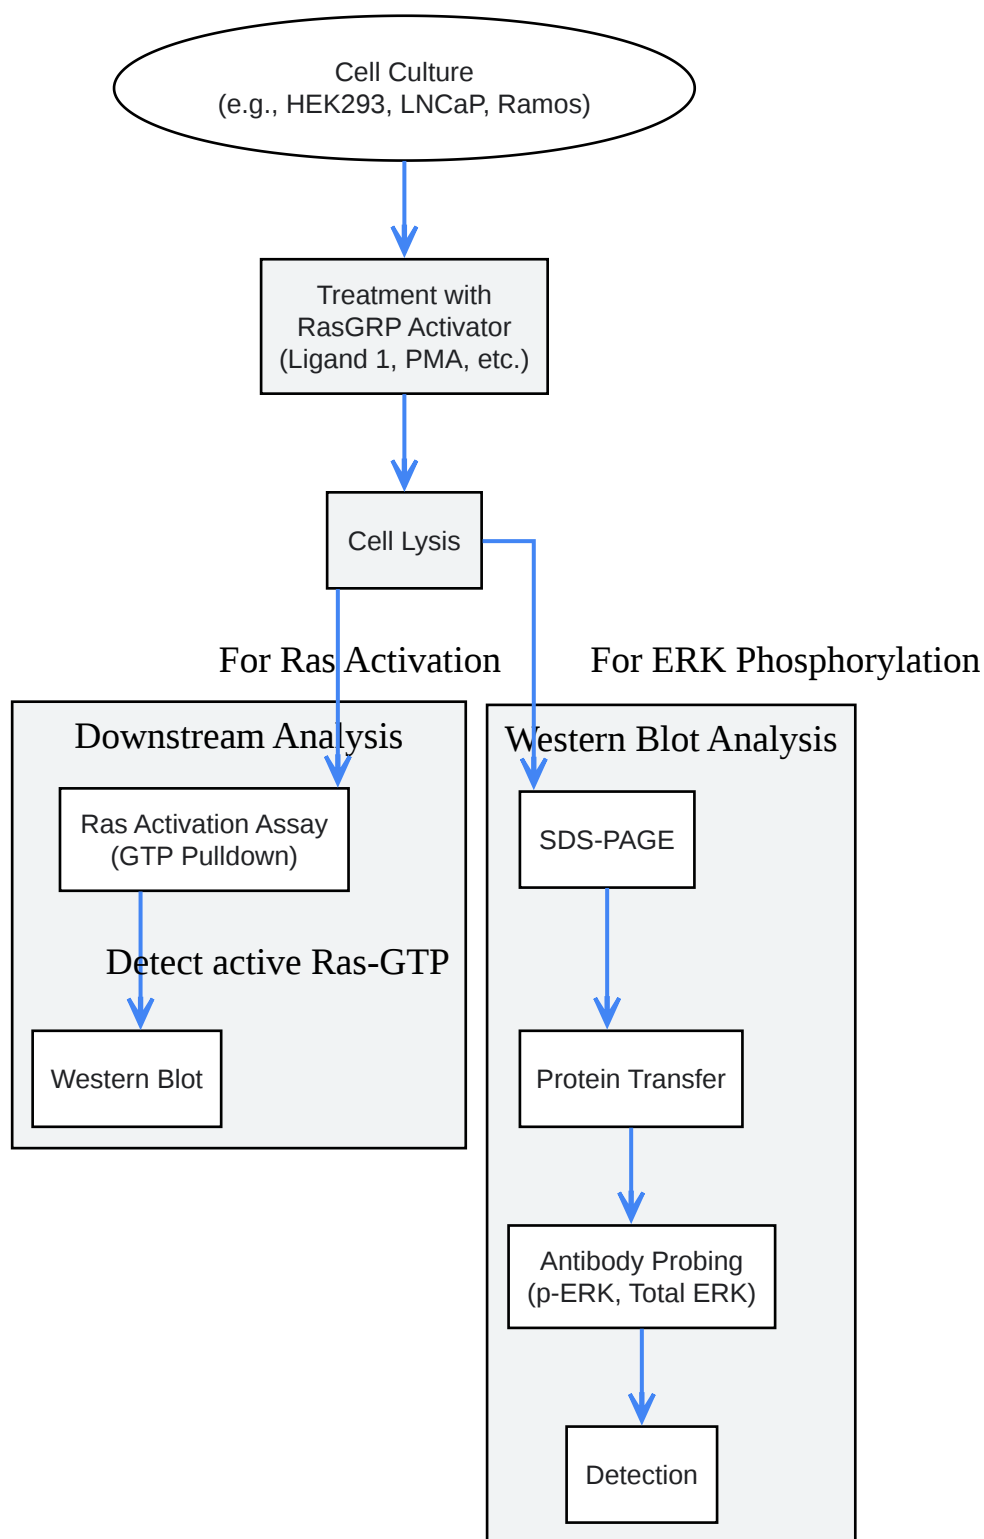 Cell Culture
(e.g., HEK293, LNCaP, Ramos)
Treatment with
RasGRP Activator
(Ligand 1, PMA, etc.)
Cell Lysis
For Ras Activation
For ERK Phosphorylation
Downstream Analysis
Ras Activation Assay
(GTP Pulldown)
Detect active Ras-GTP
Western Blot
Western Blot Analysis
SDS-PAGE
Protein Transfer
Antibody Probing
(p-ERK, Total ERK)
Detection